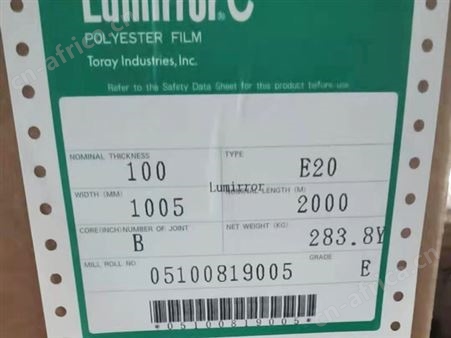 Lumirror®
POLYESTER FILM
Toray Industries, Inc.
Refer to the Safety Data Sheet for this product before use.
NOMINAL THICKNESS
100
TYPE
E20
WIDTH (MM)
1005
NOMINAL LENGTH (M)
2000
Lumirror
CORE(INCH)NUMBER OF JOINT
B
NET WEIGHT (KG)
283.8Y
MILL ROLL NO.
05100819005
GRADE
E
*05100819005*